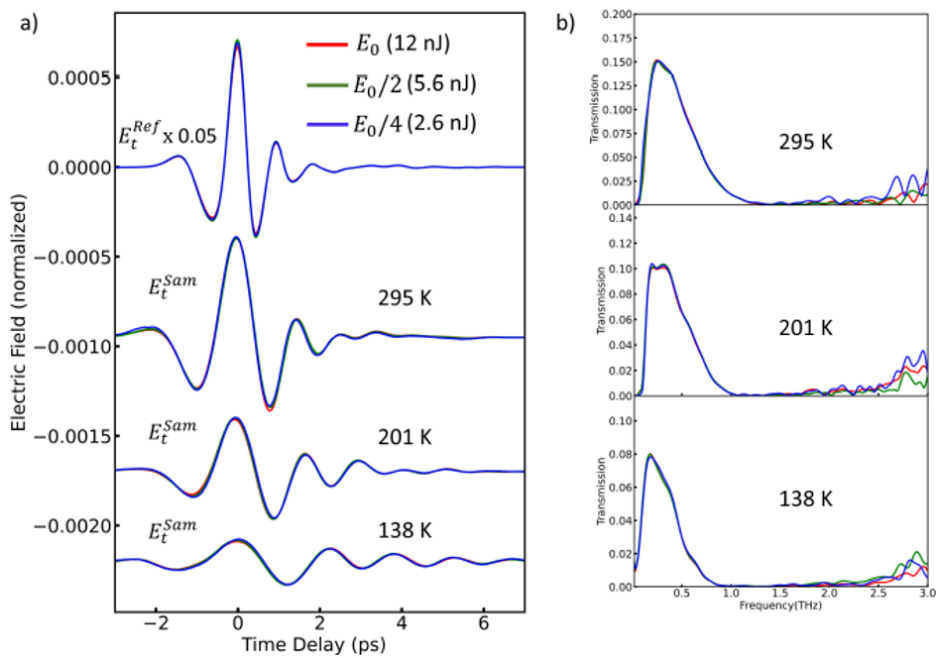 a)
E_0 (12 nJ)
E_0/2 (5.6 nJ)
E_0/4 (2.6 nJ)
E_t^Ref x 0.05
E_t^Sam
295 K
E_t^Sam
201 K
E_t^Sam
138 K
Electric Field (normalized)
0.0005
0.0000
−0.0005
−0.0010
−0.0015
−0.0020
−2 0 2 4 6
Time Delay (ps)
b)
Transmission
0.200
0.175
0.150
0.125
0.100
0.075
0.050
0.025
0.000
295 K
Transmission
0.14
0.12
0.10
0.08
0.06
0.04
0.02
0.00
201 K
Transmission
0.10
0.08
0.06
0.04
0.02
0.00
138 K
0.5 1.0 1.5 2.0 2.5 3.0
Frequency(THz)